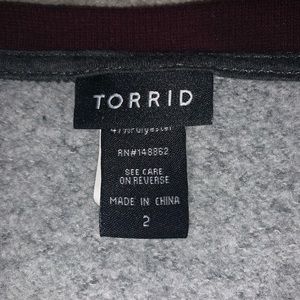 TORRID
RN#148862
SEE CARE
ON REVERSE
MADE IN CHINA
2